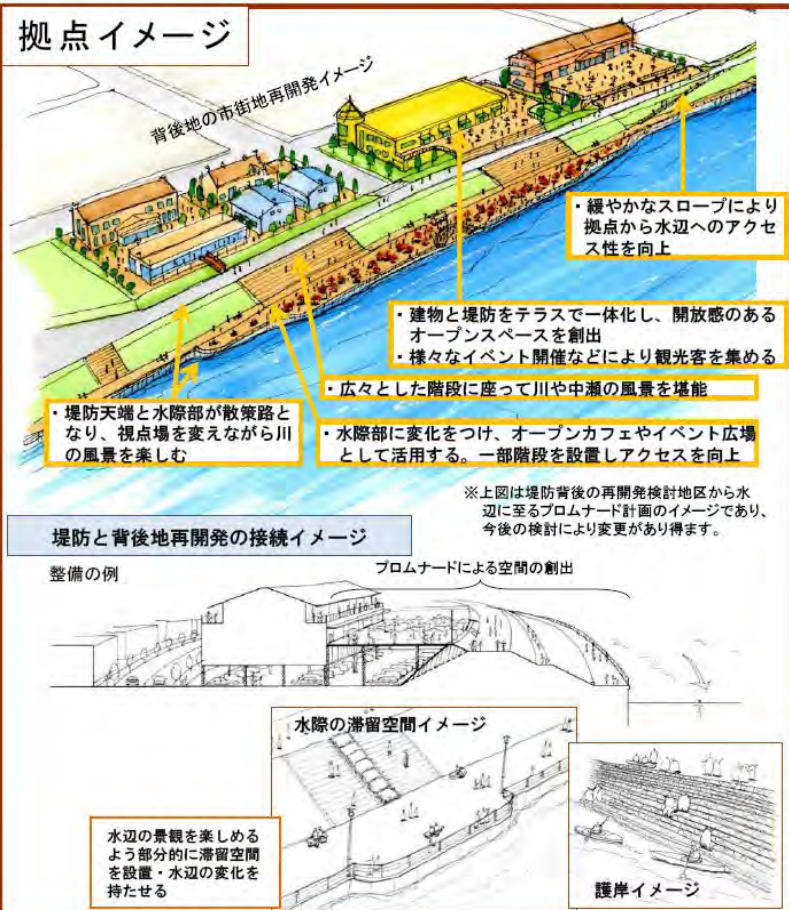 拠点イメージ
背後地の市街地再開発イメージ
・緩やかなスロープにより
拠点から水辺へのアクセ
ス性を向上
・建物と堤防をテラスで一体化し、開放感のある
オープンスペースを創出
・様々なイベント開催などにより観光客を集める
・広々とした階段に座って川や中瀬の風景を堪能
・堤防天端と水際部が散策路と
なり、視点場を変えながら川
の風景を楽しむ
・水際部に変化をつけ、オープンカフェやイベント広場
として活用する。一部階段を設置しアクセスを向上
※上図は堤防背後の再開発検討地区から水
辺に至るプロムナード計画のイメージであり、
今後の検討により変更があり得ます。
堤防と背後地再開発の接続イメージ
整備の例
プロムナードによる空間の創出
水際の滞留空間イメージ
水辺の景観を楽しめる
よう部分的に滞留空間
を設置・水辺の変化を
持たせる
護岸イメージ